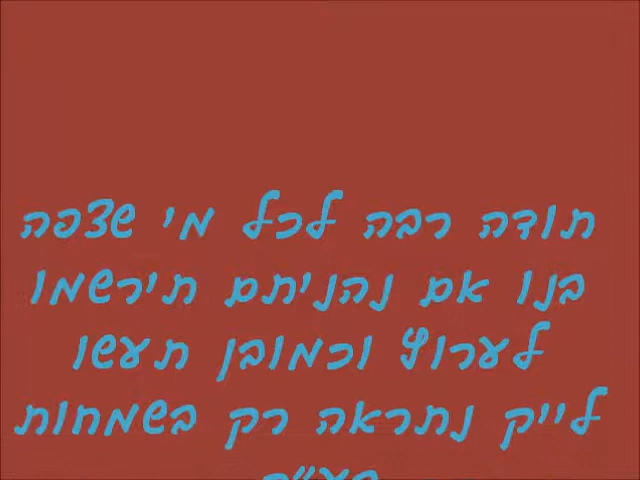 תודה רבה לכל מי שצפה
בנו אם נהניתם תירשמו
לערוץ וכמובן תעשו
לייק נתראה רק בשמחות